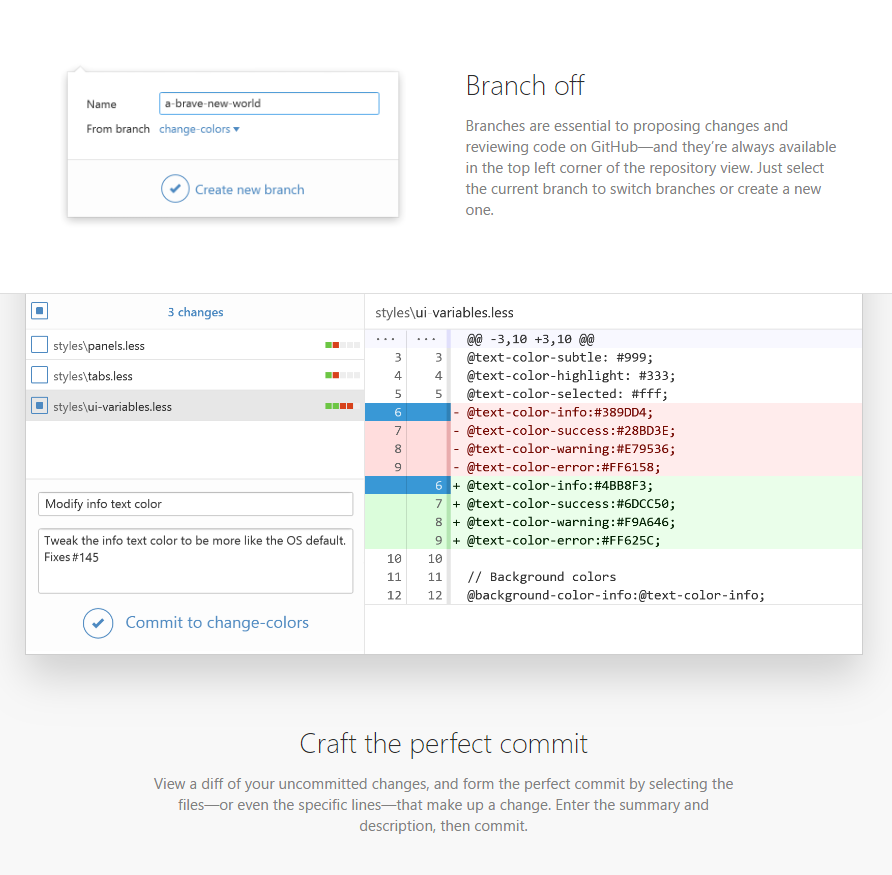 Name a-brave-new-world
From branch change-colors
Create new branch
Branch off
Branches are essential to proposing changes and
reviewing code on GitHub—and they're always available
in the top left corner of the repository view. Just select
the current branch to switch branches or create a new
one.
3 changes
styles\panels.less
styles\tabs.less
styles\ui-variables.less
Modify info text color
Tweak the info text color to be more like the OS default.
Fixes #145
Commit to change-colors
styles\ui-variables.less
... ... @@ -3,10 +3,10 @@
3 3 @text-color-subtle: #999;
4 4 @text-color-highlight: #333;
5 5 @text-color-selected: #fff;
6 - @text-color-info:#389DD4;
7 - @text-color-success:#28BD3E;
8 - @text-color-warning:#E79536;
9 - @text-color-error:#FF6158;
6 + @text-color-info:#4BB8F3;
7 + @text-color-success:#6DCC50;
8 + @text-color-warning:#F9A646;
9 + @text-color-error:#FF625C;
10 10
11 11 // Background colors
12 12 @background-color-info:@text-color-info;
Craft the perfect commit
View a diff of your uncommitted changes, and form the perfect commit by selecting the
files—or even the specific lines—that make up a change. Enter the summary and
description, then commit.